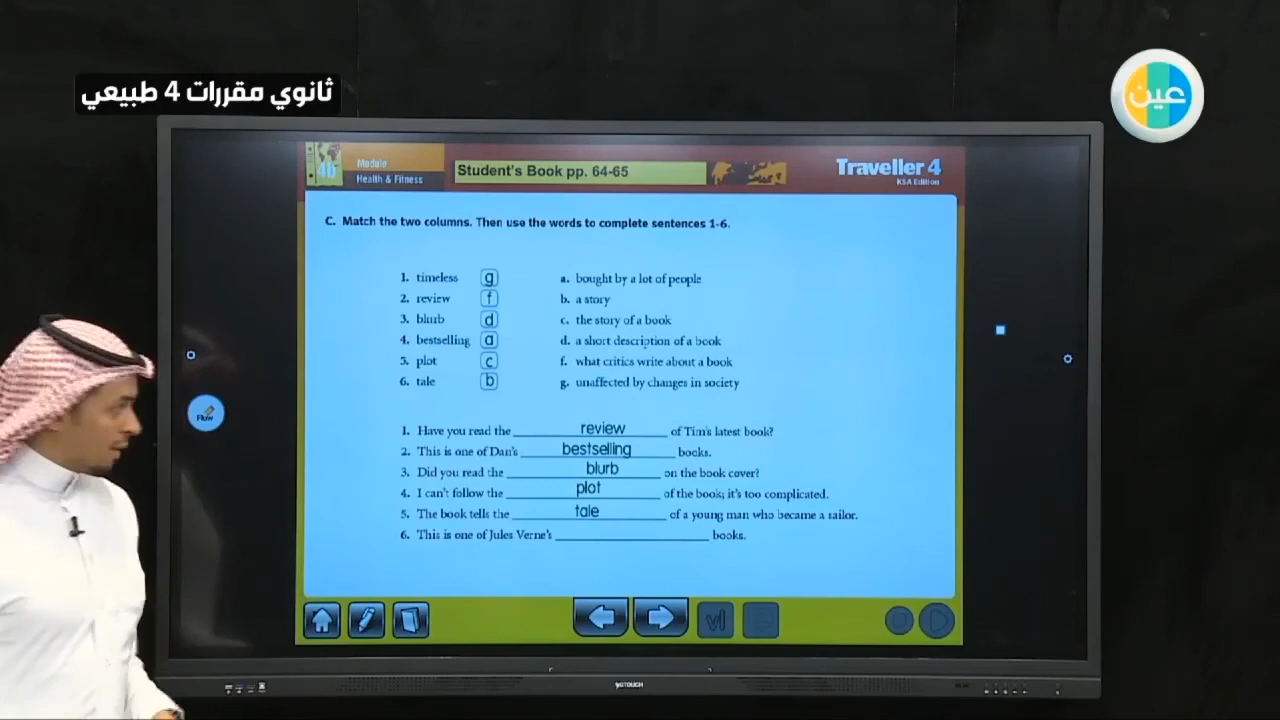 ثانوي مقررات 4 طبيعي
عين
4b
Module
Health & Fitness
Student's Book pp. 64-65
Traveller 4
KSA Edition
C. Match the two columns. Then use the words to complete sentences 1-6.
1. timeless g a. bought by a lot of people
2. review f b. a story
3. blurb d c. the story of a book
4. bestselling a d. a short description of a book
5. plot c f. what critics write about a book
6. tale b g. unaffected by changes in society
1. Have you read the review of Tim's latest book?
2. This is one of Dan's bestselling books.
3. Did you read the blurb on the book cover?
4. I can't follow the plot of the book; it's too complicated.
5. The book tells the tale of a young man who became a sailor.
6. This is one of Jules Verne's ____________ books.